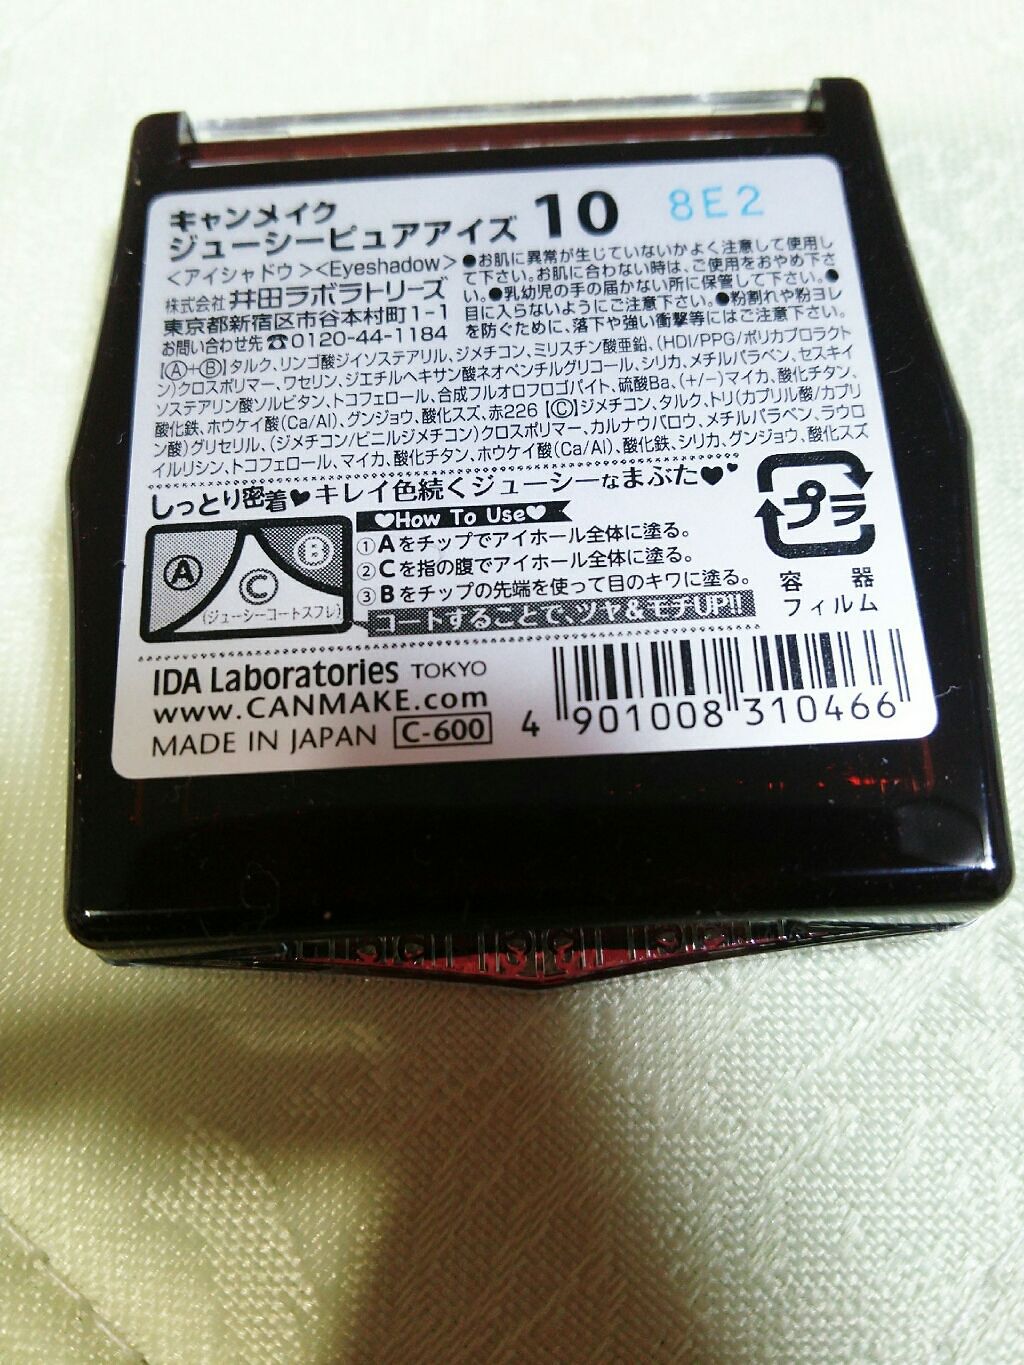 キャンメイク
ジューシーピュアアイズ 10
8E2
<アイシャドウ><Eyeshadow>
株式会社 井田ラボラトリーズ
東京都新宿区市谷本村町1-1
お問い合わせ先 ☎0120-44-1184
●お肌に異常が生じていないかよく注意して使用し
て下さい。お肌に合わない時は、ご使用をおやめ下さ
い。●乳幼児の手の届かない所に保管して下さい。●
目に入らないようにご注意下さい。●粉割れや粉ヨレ
を防ぐために、落下や強い衝撃等にはご注意下さい。
【Ⓐ+Ⓑ】タルク、リンゴ酸ジイソステアリル、ジメチコン、ミリスチン酸亜鉛、(HDI/PPG/ポリカプロラクト
ン)クロスポリマー、ワセリン、ジエチルヘキサン酸ネオペンチルグリコール、シリカ、メチルパラベン、セスキイ
ソステアリン酸ソルビタン、トコフェロール、合成フルオロフロゴパイト、硫酸Ba、(+/−)マイカ、酸化チタン、
酸化鉄、ホウケイ酸(Ca/Al)、グンジョウ、酸化スズ、赤226【Ⓒ】ジメチコン、タルク、トリ(カプリル酸/カプリ
ン酸)グリセリル、(ジメチコン/ビニルジメチコン)クロスポリマー、カルナウバロウ、メチルパラベン、ラウロ
イルリシン、トコフェロール、マイカ、酸化チタン、ホウケイ酸(Ca/Al)、酸化鉄、シリカ、グンジョウ、酸化スズ
しっとり密着♥キレイ色続くジューシーなまぶた♥♥
A
B
C
(ジューシーコートスフレ)
♥How To Use♥
①Aをチップでアイホール全体に塗る。
②Cを指の腹でアイホール全体に塗る。
③Bをチップの先端を使って目のキワに塗る。
コートすることで、ツヤ&モチUP!!
プラ
容器
フィルム
IDA Laboratories TOKYO
www.CANMAKE.com
MADE IN JAPAN C-600
4 901008 310466